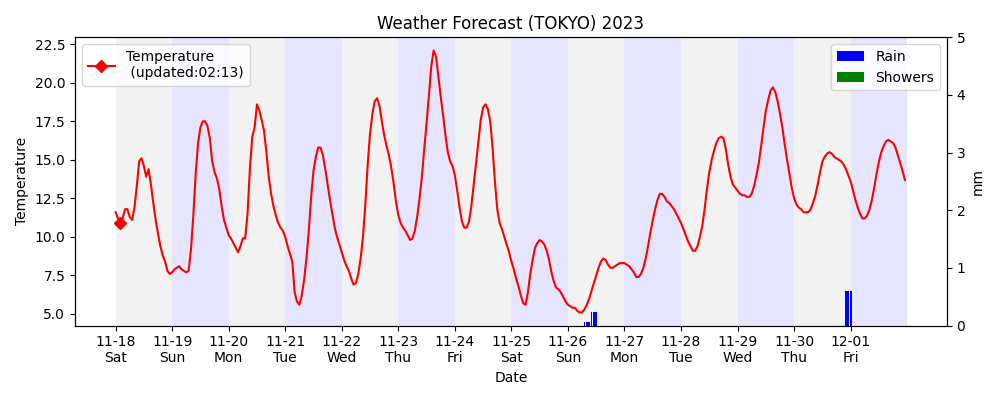 Weather Forecast (TOKYO) 2023
Temperature
(updated:02:13)
Rain
Showers
Temperature
22.5
20.0
17.5
15.0
12.5
10.0
7.5
5.0
5
4
3
2
1
0
mm
11-18 11-19 11-20 11-21 11-22 11-23 11-24 11-25 11-26 11-27 11-28 11-29 11-30 12-01
Sat Sun Mon Tue Wed Thu Fri Sat Sun Mon Tue Wed Thu Fri
Date